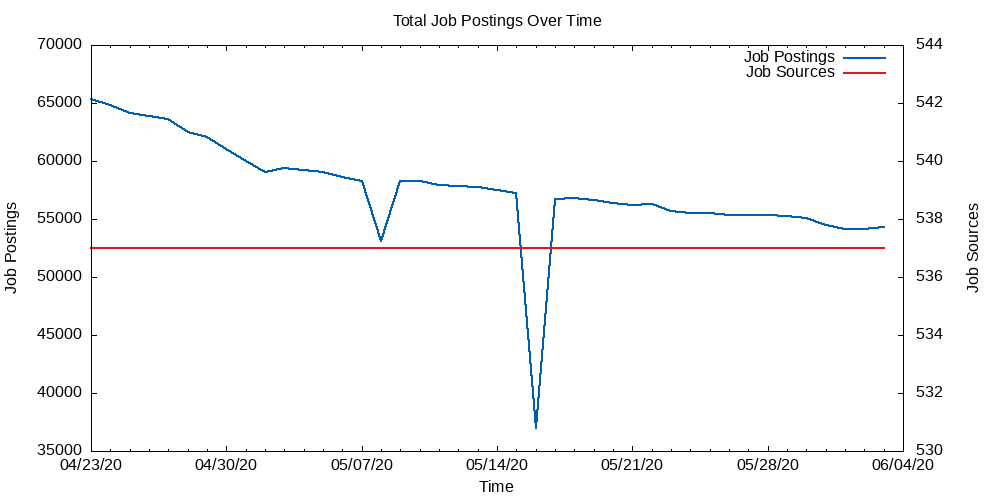 Total Job Postings Over Time
70000
65000
60000
55000
50000
45000
40000
35000
544
542
540
538
536
534
532
530
Job Postings
Job Sources
Job Postings
Job Sources
04/23/20 04/30/20 05/07/20 05/14/20 05/21/20 05/28/20 06/04/20
Time